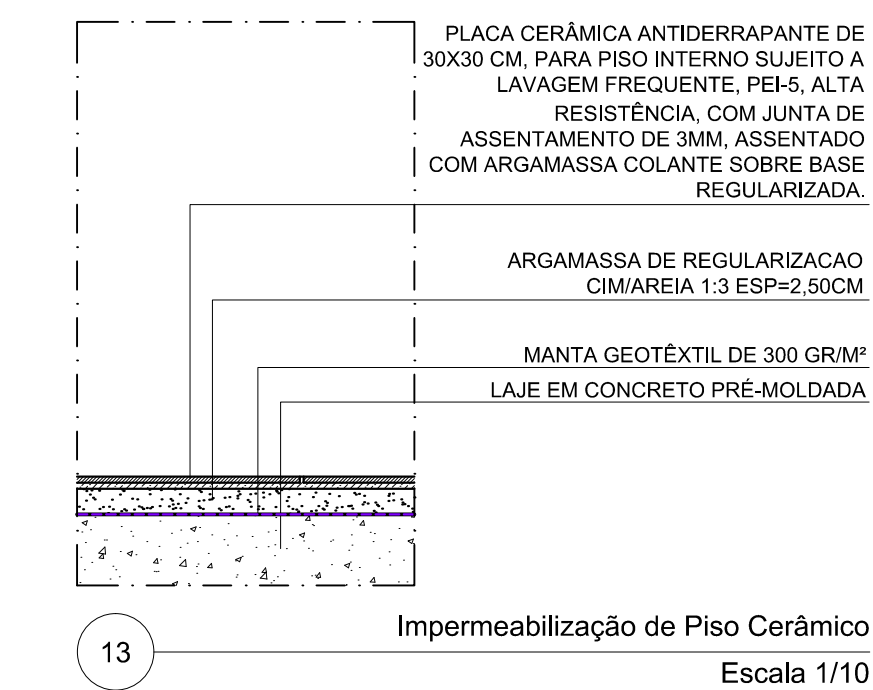 PLACA CERÂMICA ANTIDERRAPANTE DE
30X30 CM, PARA PISO INTERNO SUJEITO A
LAVAGEM FREQUENTE, PEI-5, ALTA
RESISTÊNCIA, COM JUNTA DE
ASSENTAMENTO DE 3MM, ASSENTADO
COM ARGAMASSA COLANTE SOBRE BASE
REGULARIZADA.
ARGAMASSA DE REGULARIZACAO
CIM/AREIA 1:3 ESP=2,50CM
MANTA GEOTÊXTIL DE 300 GR/M²
LAJE EM CONCRETO PRÉ-MOLDADA
13
Impermeabilização de Piso Cerâmico
Escala 1/10